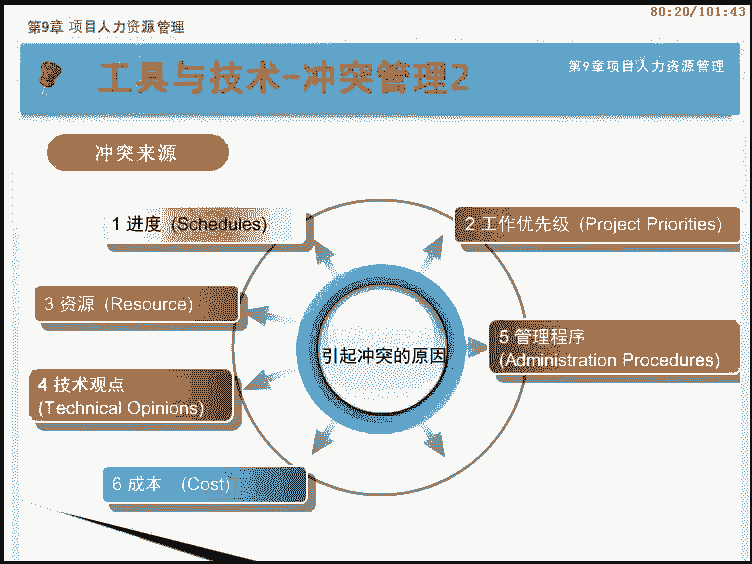 80:20/101:43
第9章 项目人力资源管理
工具与技术-冲突管理2
第9章项目人力资源管理
冲突来源
1 进度 (Schedules)
2 工作优先级 (Project Priorities)
3 资源 (Resource)
引起冲突的原因
5 管理程序
(Administration Procedures)
4 技术观点
(Technical Opinions)
6 成本 (Cost)